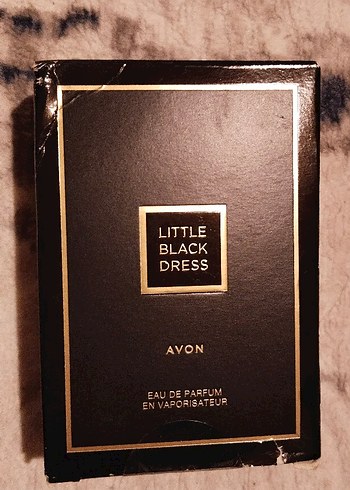 LITTLE
BLACK
DRESS
AVON
EAU DE PARFUM
EN VAPORISATEUR